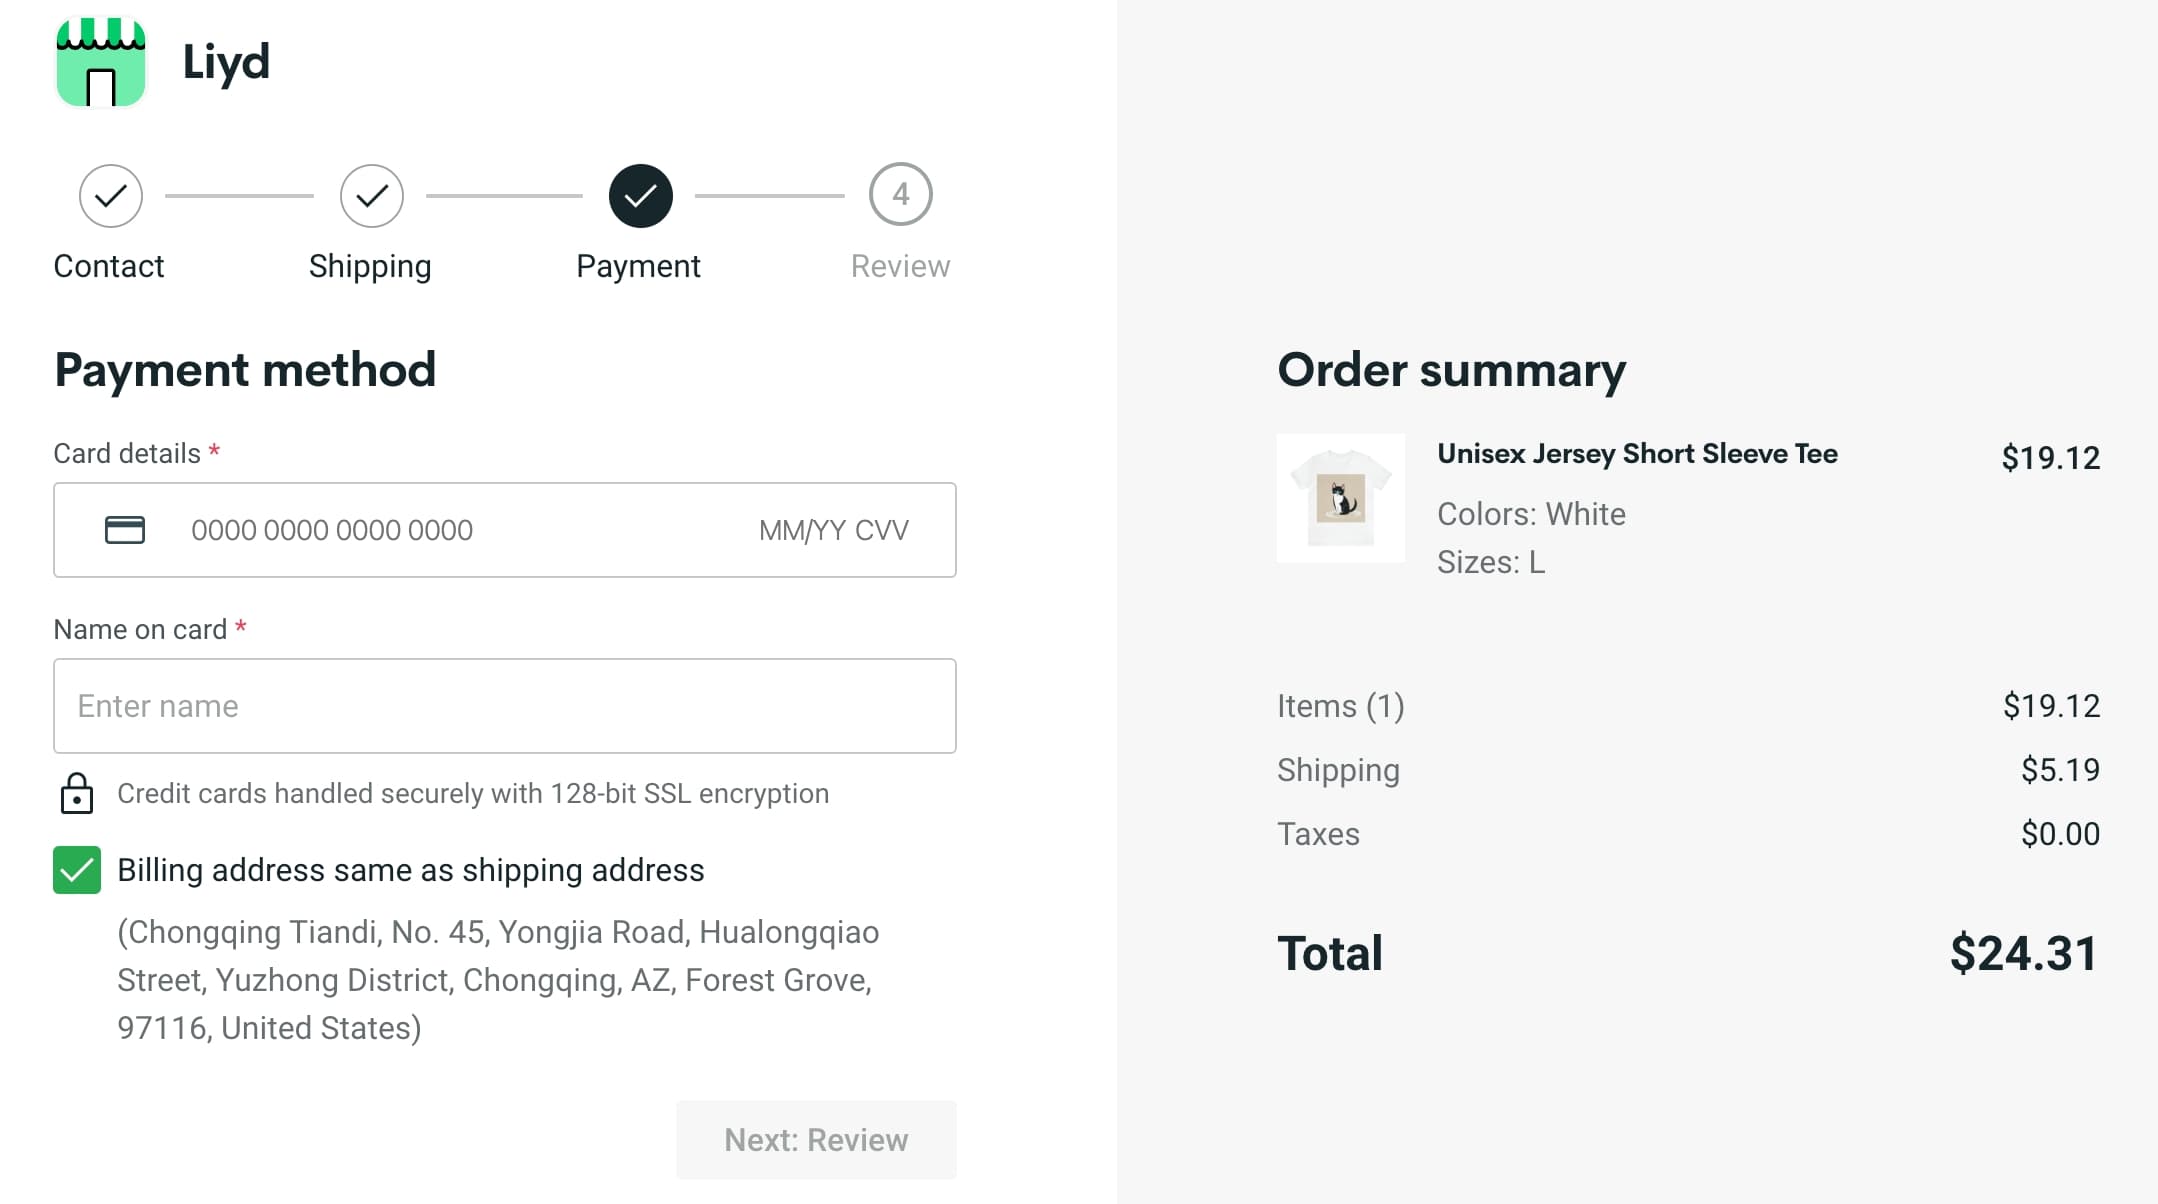 Liyd
4
Contact
Shipping
Payment
Review
Payment method
Card details *
0000 0000 0000 0000
MM/YY CVV
Name on card *
Enter name
Credit cards handled securely with 128-bit SSL encryption
Billing address same as shipping address
(Chongqing Tiandi, No. 45, Yongjia Road, Hualongqiao
Street, Yuzhong District, Chongqing, AZ, Forest Grove,
97116, United States)
Next: Review
Order summary
Unisex Jersey Short Sleeve Tee
$19.12
Colors: White
Sizes: L
Items (1)
$19.12
Shipping
$5.19
Taxes
$0.00
Total
$24.31